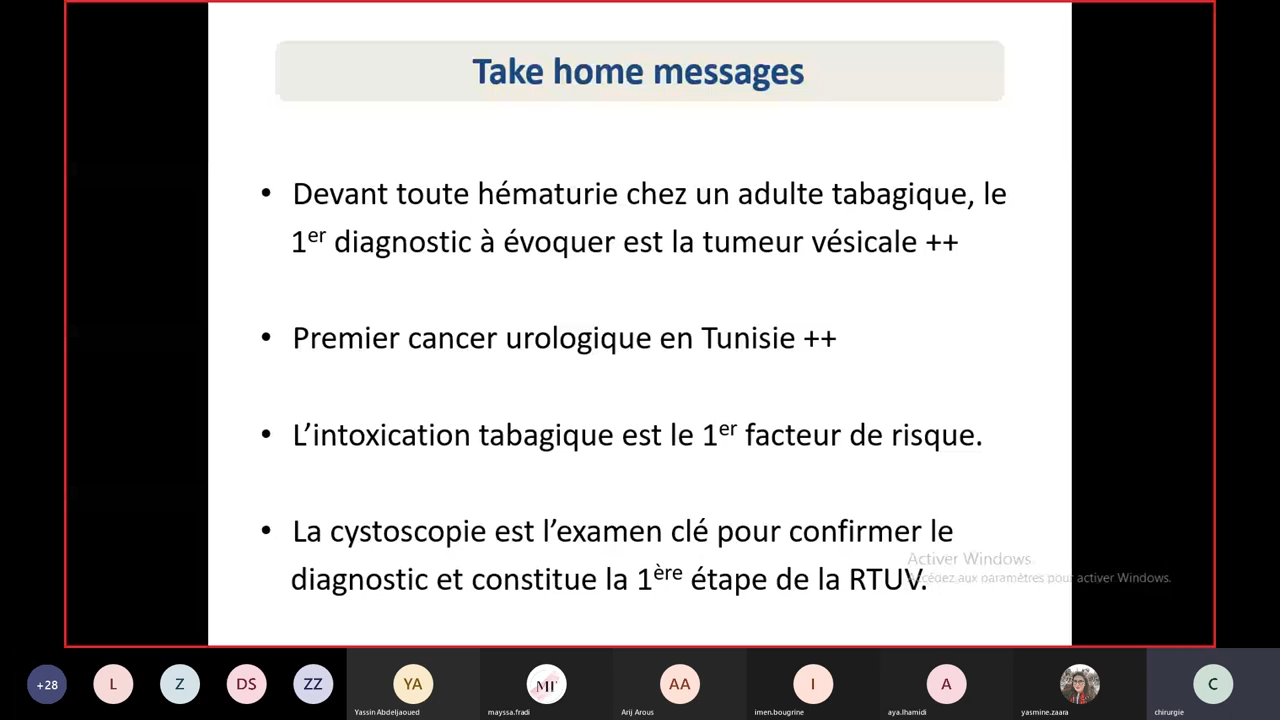 Take home messages
• Devant toute hématurie chez un adulte tabagique, le
1er diagnostic à évoquer est la tumeur vésicale ++
• Premier cancer urologique en Tunisie ++
• L’intoxication tabagique est le 1er facteur de risque.
• La cystoscopie est l’examen clé pour confirmer le
diagnostic et constitue la 1ère étape de la RTUV.
Activer Windows
Accédez aux paramètres pour activer Windows.
+28
L
Z
DS
ZZ
YA
MF
AA
I
A
C
Yassin Abdeljaoued
mayssa.fradi
Arij Arous
imen.bougrine
aya.lhamidi
yasmine.zaara
chirurgie